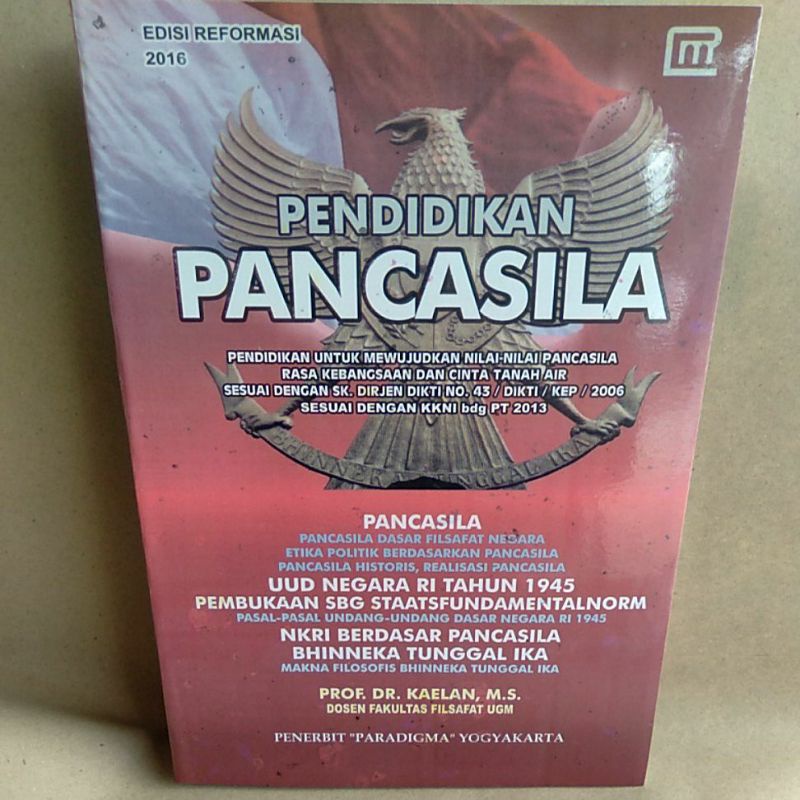 EDISI REFORMASI
2016
m
PENDIDIKAN
PANCASILA
PENDIDIKAN UNTUK MEWUJUDKAN NILAI-NILAI PANCASILA
RASA KEBANGSAAN DAN CINTA TANAH AIR
SESUAI DENGAN SK. DIRJEN DIKTI NO. 43 / DIKTI / KEP / 2006
SESUAI DENGAN KKNI bdg PT 2013
BHINNEKA TUNGGAL IKA
PANCASILA
PANCASILA DASAR FILSAFAT NEGARA
ETIKA POLITIK BERDASARKAN PANCASILA
PANCASILA HISTORIS, REALISASI PANCASILA
UUD NEGARA RI TAHUN 1945
PEMBUKAAN SBG STAATSFUNDAMENTALNORM
PASAL-PASAL UNDANG-UNDANG DASAR NEGARA RI 1945
NKRI BERDASAR PANCASILA
BHINNEKA TUNGGAL IKA
MAKNA FILOSOFIS BHINNEKA TUNGGAL IKA
PROF. DR. KAELAN, M.S.
DOSEN FAKULTAS FILSAFAT UGM
PENERBIT "PARADIGMA" YOGYAKARTA